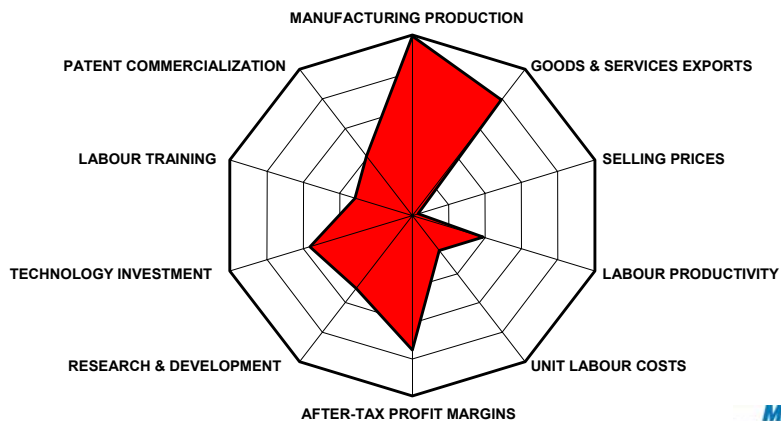 MANUFACTURING PRODUCTION
PATENT COMMERCIALIZATION
GOODS & SERVICES EXPORTS
LABOUR TRAINING
SELLING PRICES
TECHNOLOGY INVESTMENT
LABOUR PRODUCTIVITY
RESEARCH & DEVELOPMENT
UNIT LABOUR COSTS
AFTER-TAX PROFIT MARGINS
M